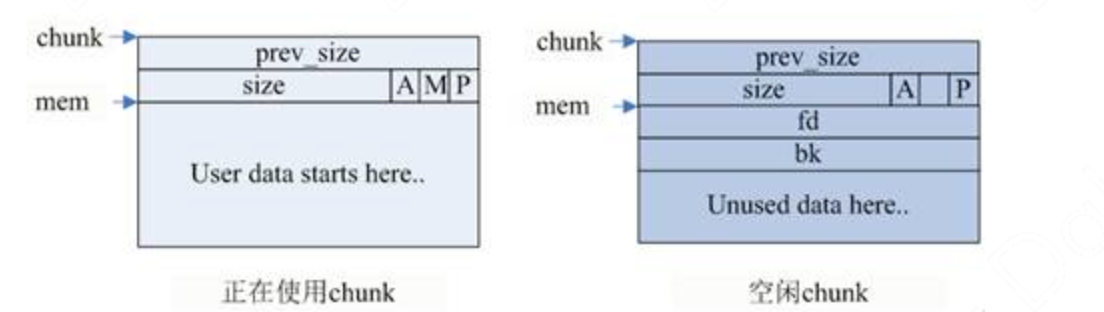 chunk
prev_size
size A M P
mem
User data starts here..
正在使用chunk
chunk
prev_size
size A P
mem
fd
bk
Unused data here..
空闲chunk